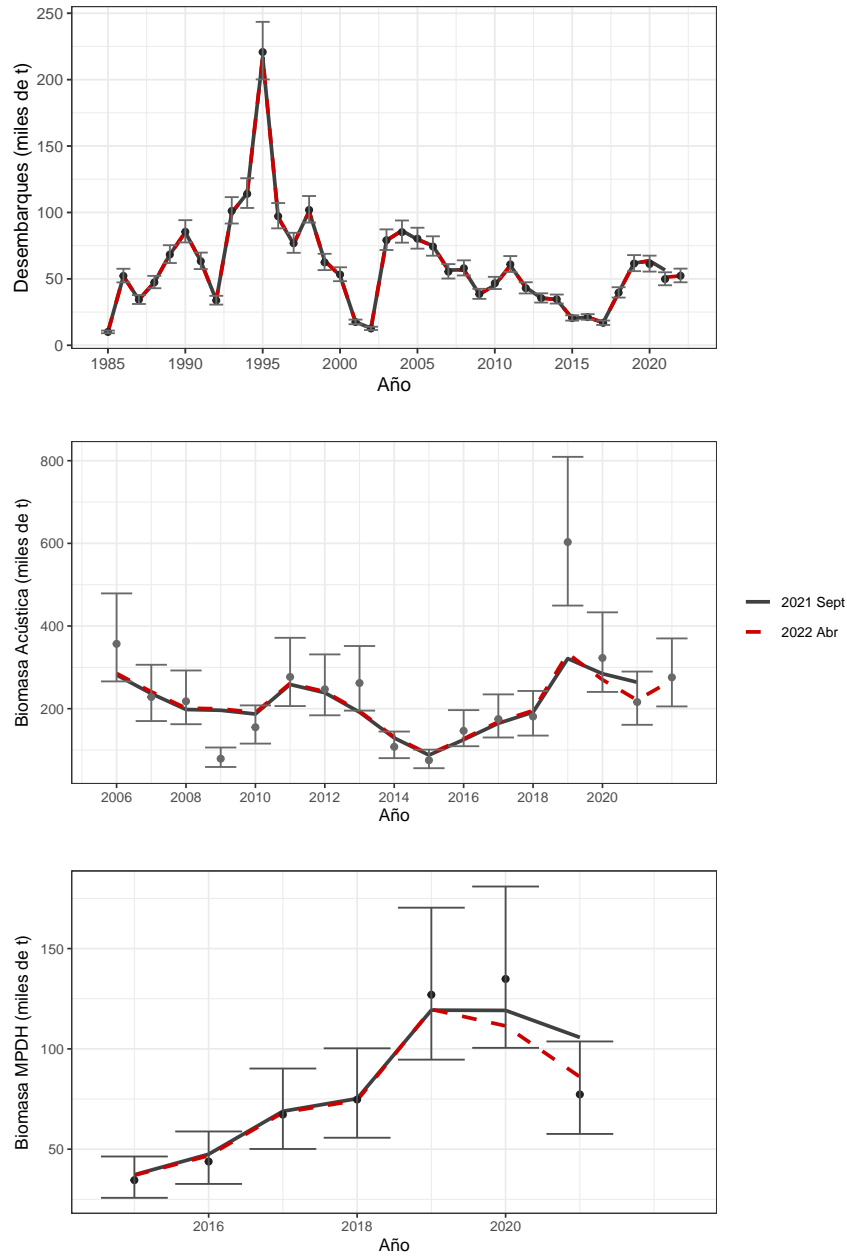 Desembarques (miles de t)
250
200
150
100
50
0
1985 1990 1995 2000 2005 2010 2015 2020
Año
Biomasa Acústica (miles de t)
800
600
400
200
2006 2008 2010 2012 2014 2016 2018 2020
Año
2021 Sept
2022 Abr
Biomasa MPDH (miles de t)
150
100
50
2016 2018 2020
Año